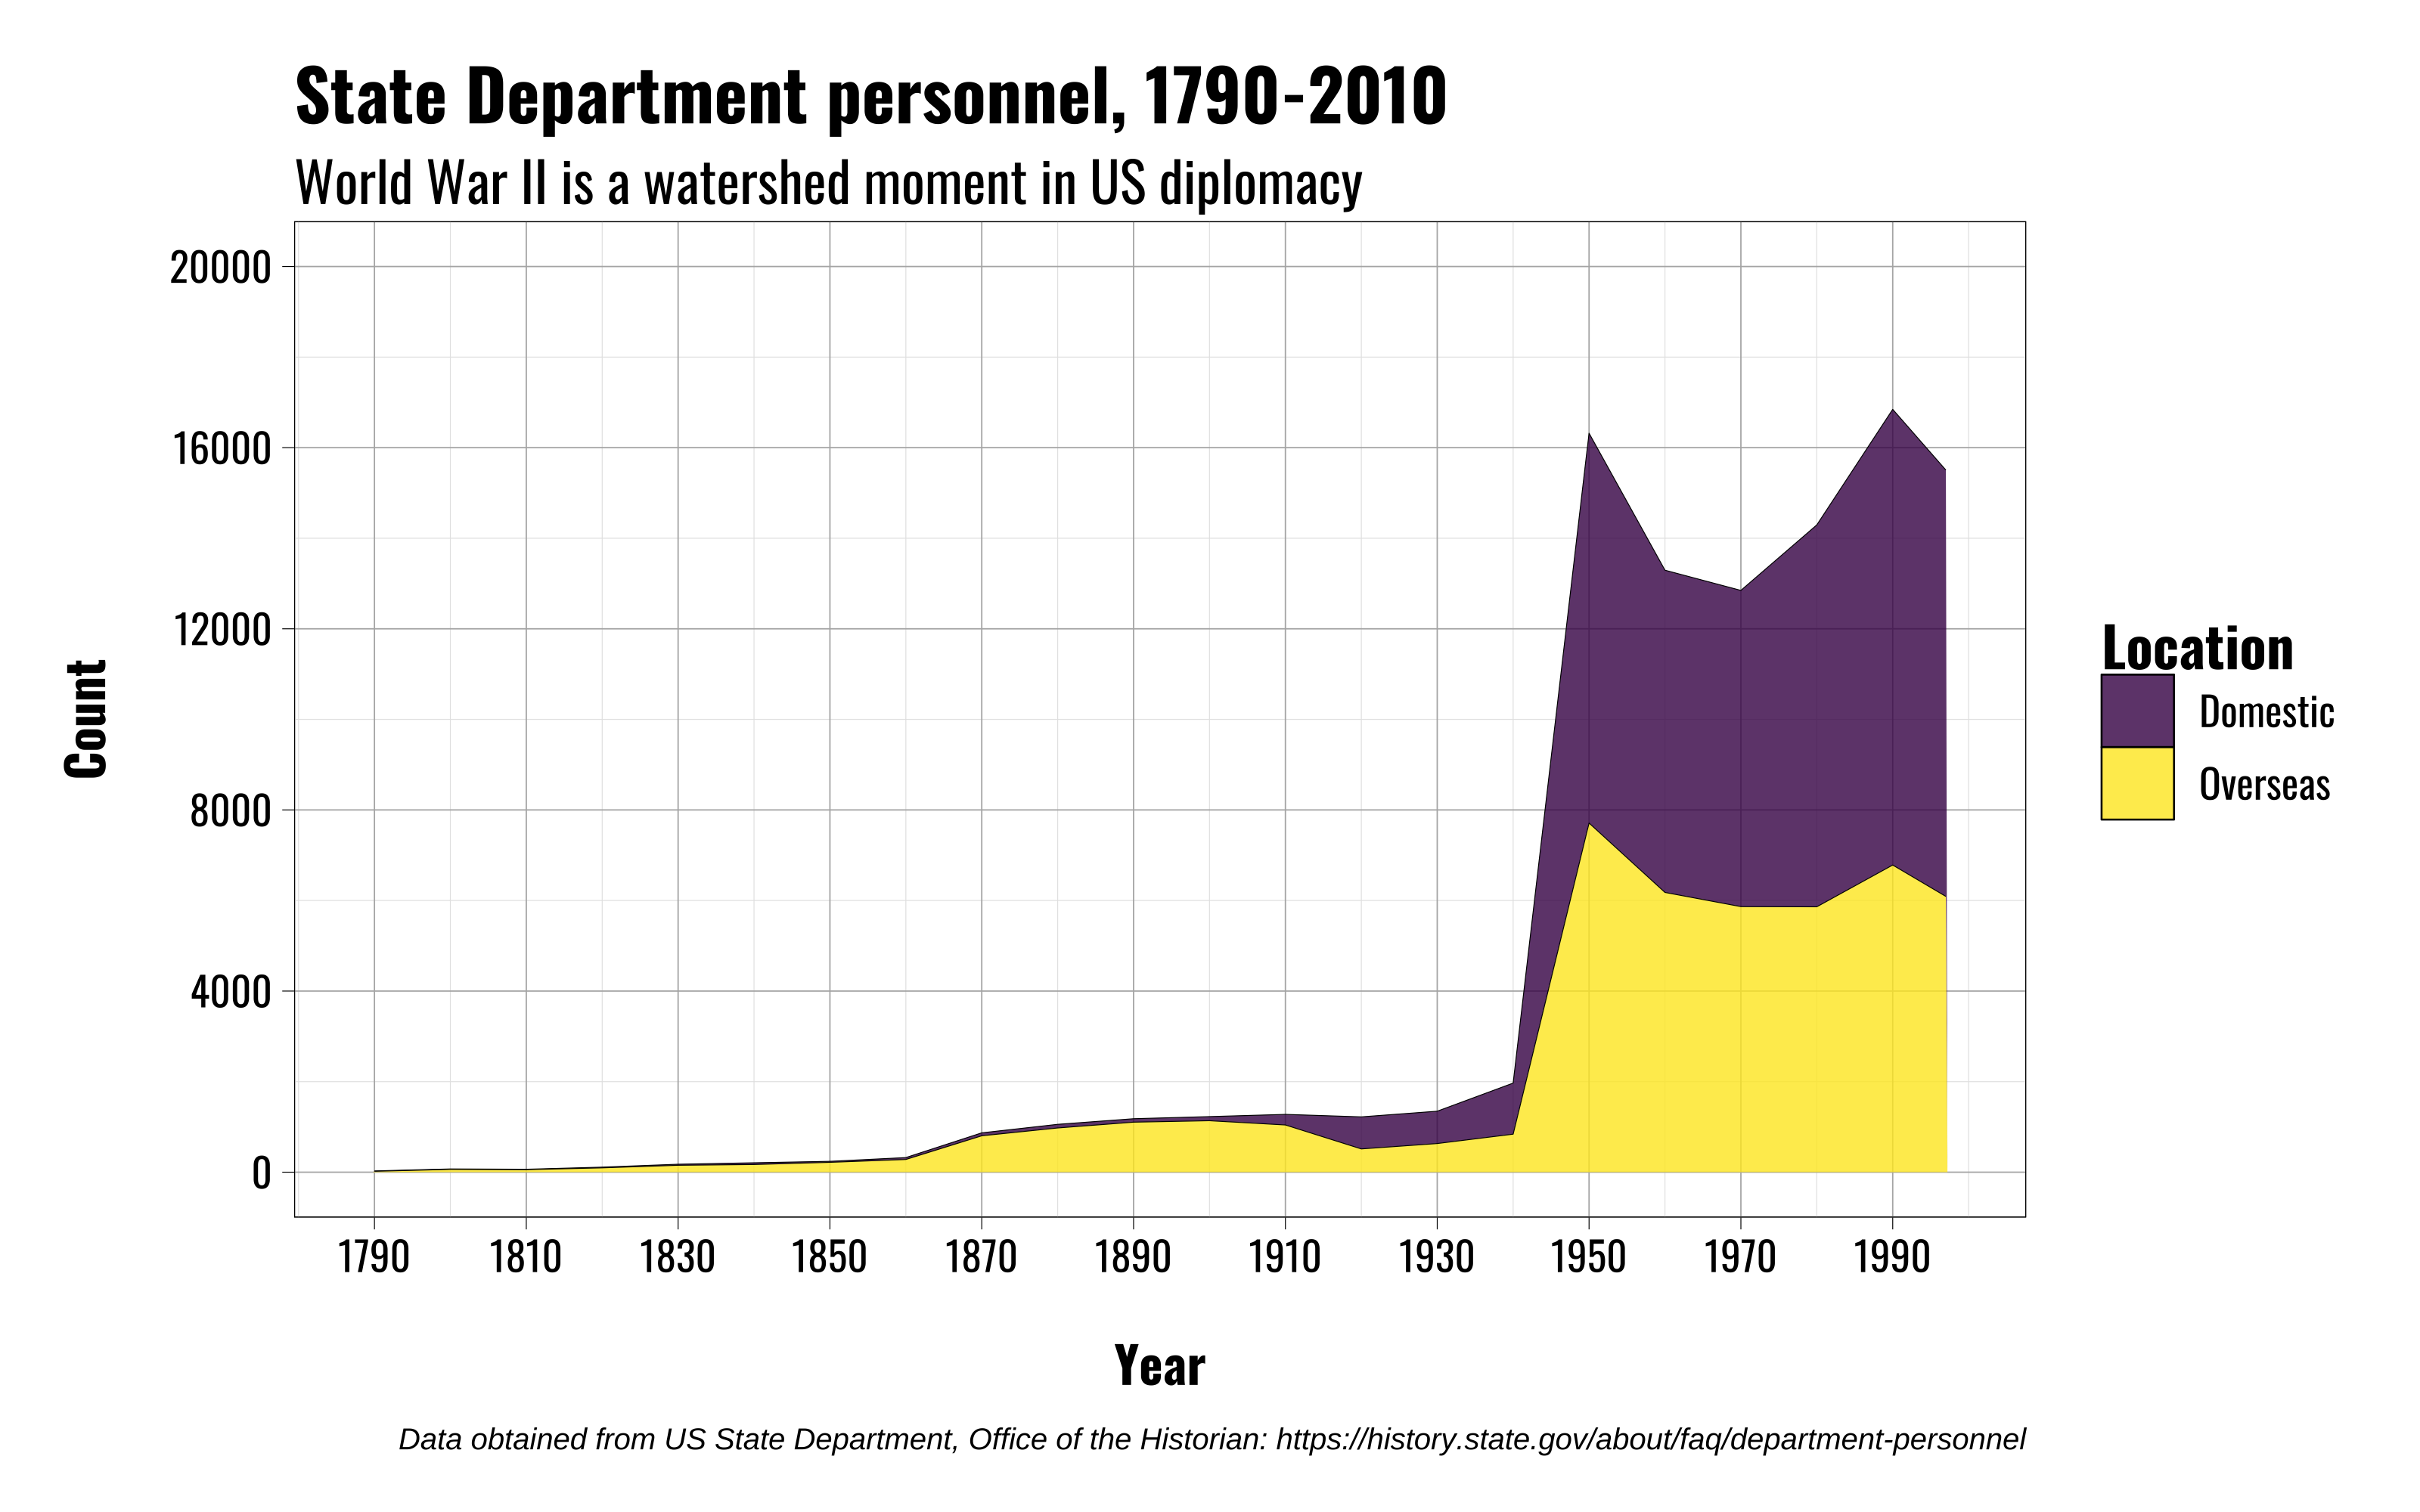 State Department personnel, 1790-2010
World War II is a watershed moment in US diplomacy
20000
16000
12000
8000
4000
0
Count
1790 1810 1830 1850 1870 1890 1910 1930 1950 1970 1990
Year
Location
Domestic
Overseas
Data obtained from US State Department, Office of the Historian: https://history.state.gov/about/faq/department-personnel